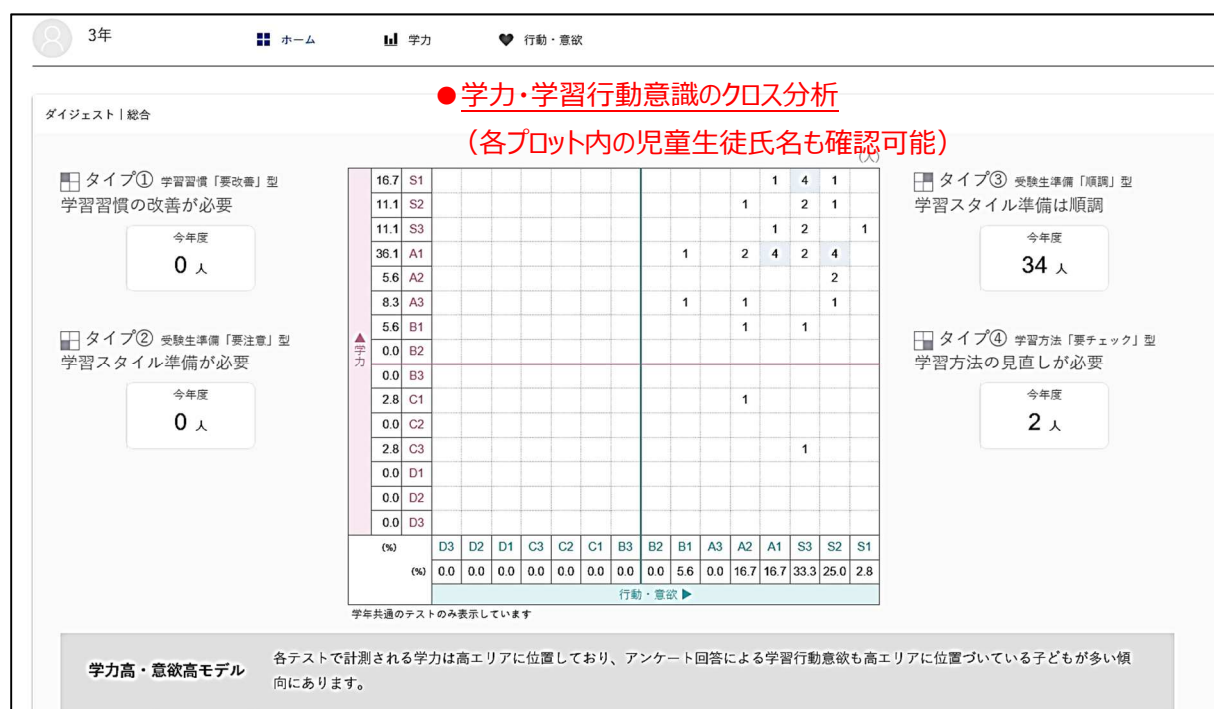 3年
ホーム
学力
行動・意欲
●学力・学習行動意識のクロス分析
(各プロット内の児童生徒氏名も確認可能)
ダイジェスト|総合
(人)
タイプ① 学習習慣「要改善」型
学習習慣の改善が必要
今年度
0 人
タイプ② 受験生準備「要注意」型
学習スタイル準備が必要
今年度
0 人
▲学力
16.7 S1 1 4 1
11.1 S2 1 2 1
11.1 S3 1 2 1
36.1 A1 1 2 4 2 4
5.6 A2 2
8.3 A3 1 1 1
5.6 B1 1 1
0.0 B2
0.0 B3
2.8 C1 1
0.0 C2
2.8 C3 1
0.0 D1
0.0 D2
0.0 D3
(%) D3 D2 D1 C3 C2 C1 B3 B2 B1 A3 A2 A1 S3 S2 S1
(%) 0.0 0.0 0.0 0.0 0.0 0.0 0.0 0.0 5.6 0.0 16.7 16.7 33.3 25.0 2.8
行動・意欲▶
学年共通のテストのみ表示しています
タイプ③ 受験生準備「順調」型
学習スタイル準備は順調
今年度
34 人
タイプ④ 学習方法「要チェック」型
学習方法の見直しが必要
今年度
2 人
学力高・意欲高モデル
各テストで計測される学力は高エリアに位置しており、アンケート回答による学習行動意欲も高エリアに位置づいている子どもが多い傾
向にあります。